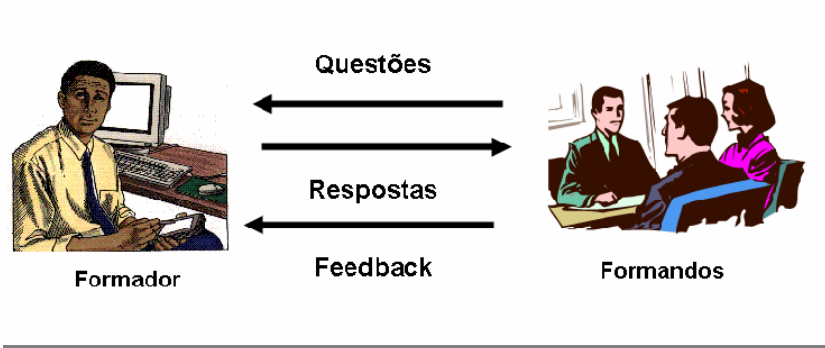 Questões
Respostas
Feedback
Formador
Formandos